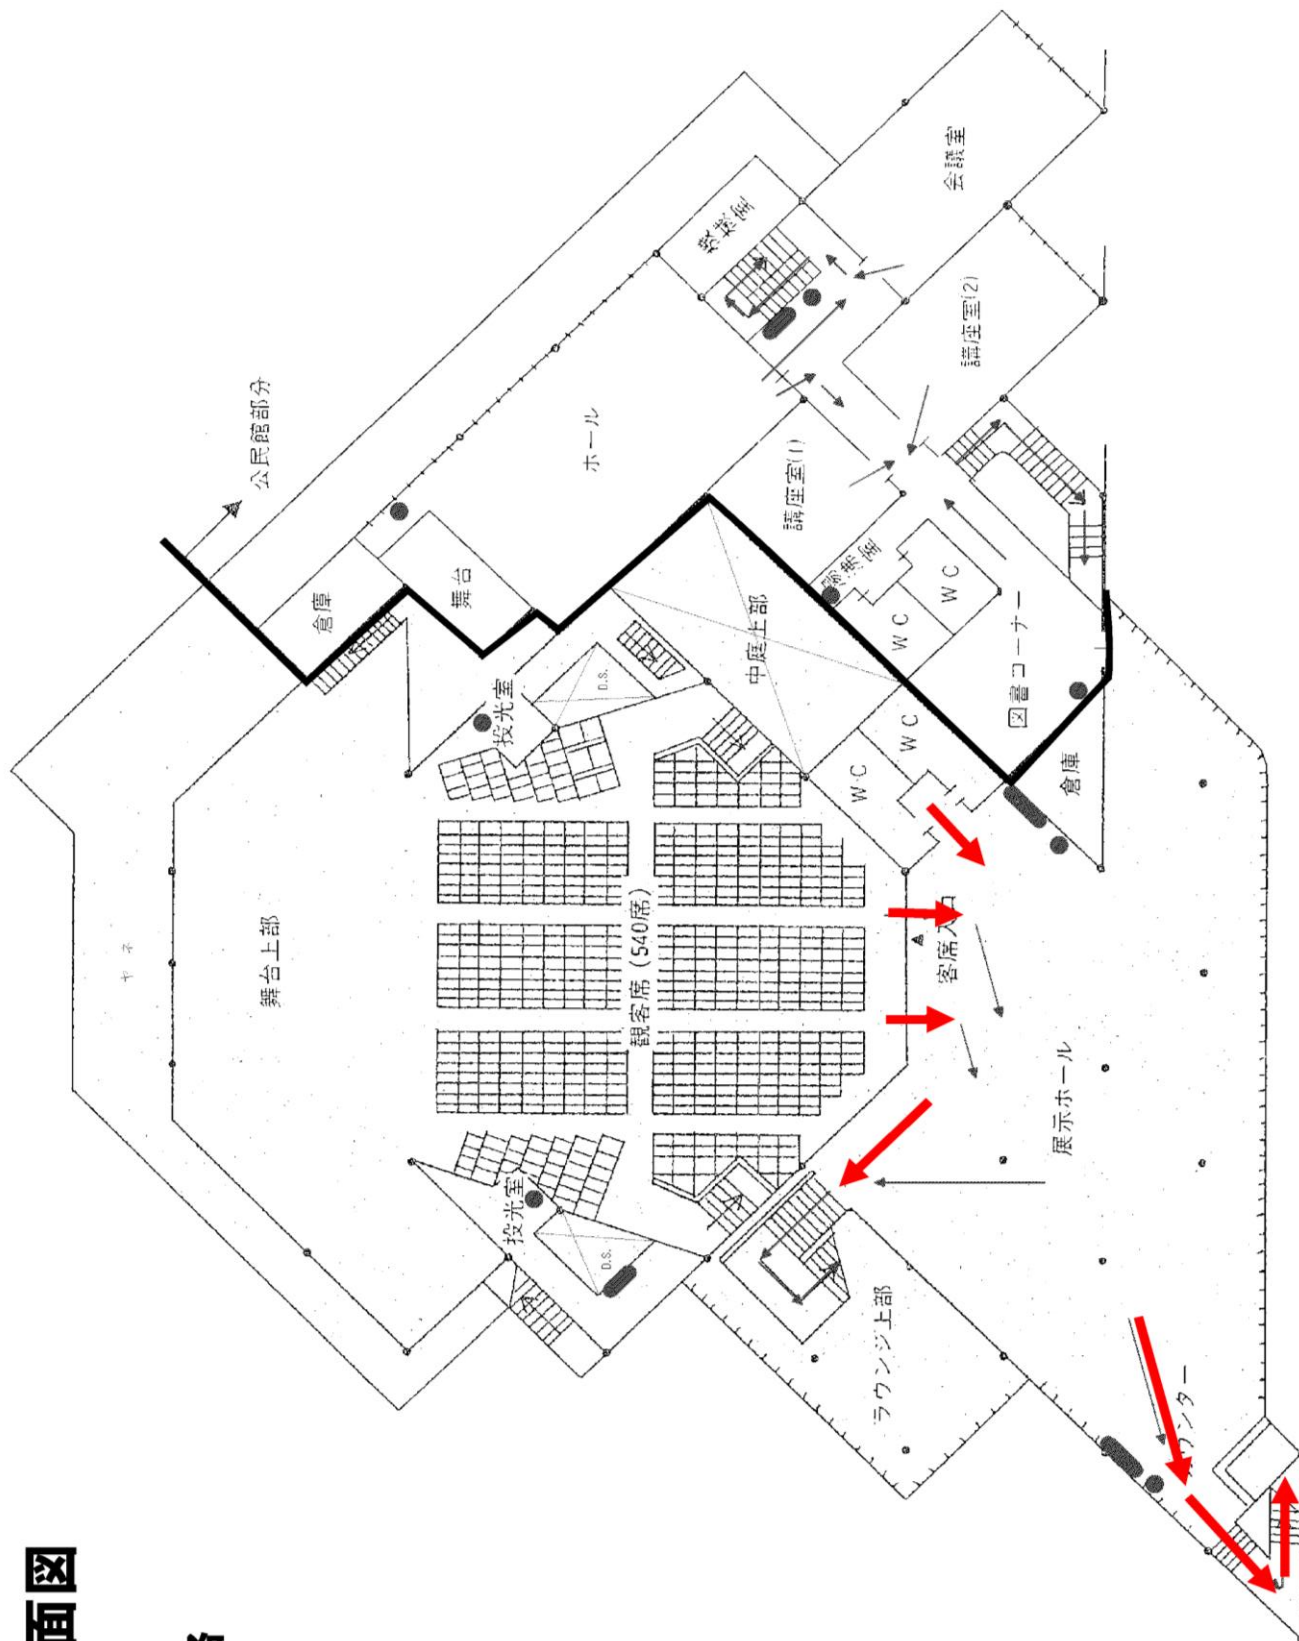 面図
公民館部分
ヤネ
倉庫
舞台
ホール
会議室
講座室(2)
講座室(1)
投光室
D.S.
中庭上部
WC
WC
WC
WC
図書コーナー
倉庫
舞台上部
観客席(540席)
客席入口
展示ホール
投光室
D.S.
ラウンジ上部
カウンター